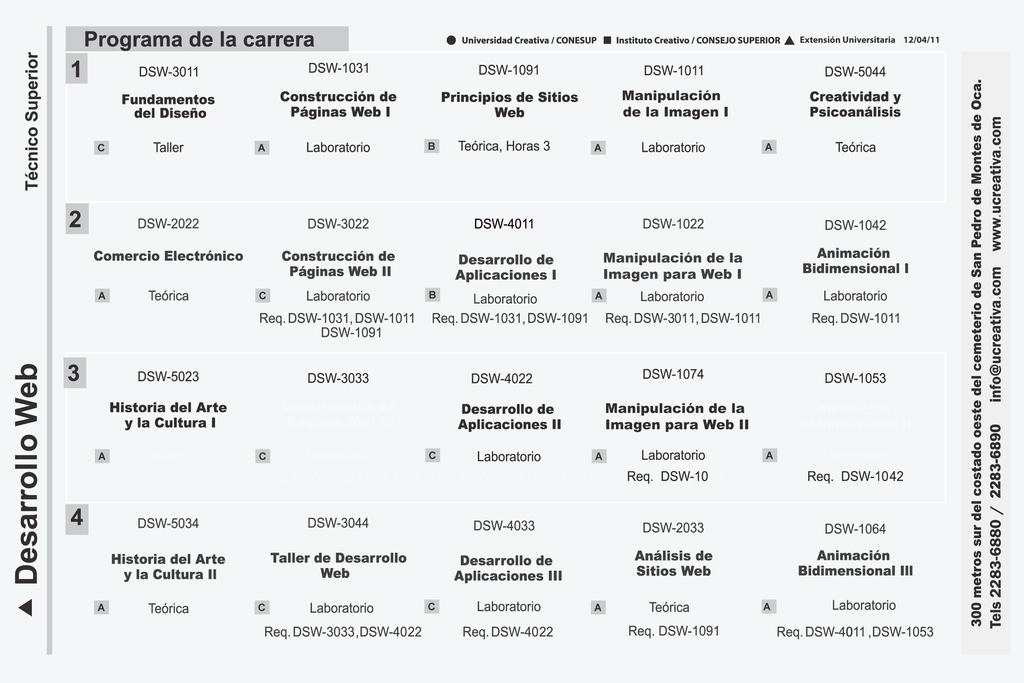 Programa de la carrera
● Universidad Creativa / CONESUP ■ Instituto Creativo / CONSEJO SUPERIOR ▲ Extensión Universitaria 12/04/11
Técnico Superior
▲ Desarrollo Web
1
DSW-3011
Fundamentos
del Diseño
C Taller
DSW-1031
Construcción de
Páginas Web I
A Laboratorio
DSW-1091
Principios de Sitios
Web
B Teórica, Horas 3
DSW-1011
Manipulación
de la Imagen I
A Laboratorio
DSW-5044
Creatividad y
Psicoanálisis
A Teórica
2
DSW-2022
Comercio Electrónico
A Teórica
DSW-3022
Construcción de
Páginas Web II
C Laboratorio
Req. DSW-1031, DSW-1011
DSW-1091
DSW-4011
Desarrollo de
Aplicaciones I
B Laboratorio
Req. DSW-1031, DSW-1091
DSW-1022
Manipulación de la
Imagen para Web I
A Laboratorio
Req. DSW-3011, DSW-1011
DSW-1042
Animación
Bidimensional I
A Laboratorio
Req. DSW-1011
3
DSW-5023
Historia del Arte
y la Cultura I
A
DSW-3033
C
DSW-4022
Desarrollo de
Aplicaciones II
C Laboratorio
DSW-1074
Manipulación de la
Imagen para Web II
A Laboratorio
Req. DSW-10
DSW-1053
A
Req. DSW-1042
4
DSW-5034
Historia del Arte
y la Cultura II
A Teórica
DSW-3044
Taller de Desarrollo
Web
C Laboratorio
Req. DSW-3033, DSW-4022
DSW-4033
Desarrollo de
Aplicaciones III
C Laboratorio
Req. DSW-4022
DSW-2033
Análisis de
Sitios Web
A Teórica
Req. DSW-1091
DSW-1064
Animación
Bidimensional III
A Laboratorio
Req. DSW-4011 ,DSW-1053
300 metros sur del costado oeste del cemeterio de San Pedro de Montes de Oca.
Tels 2283-6880 / 2283-6890 info@ucreativa.com www.ucreativa.com